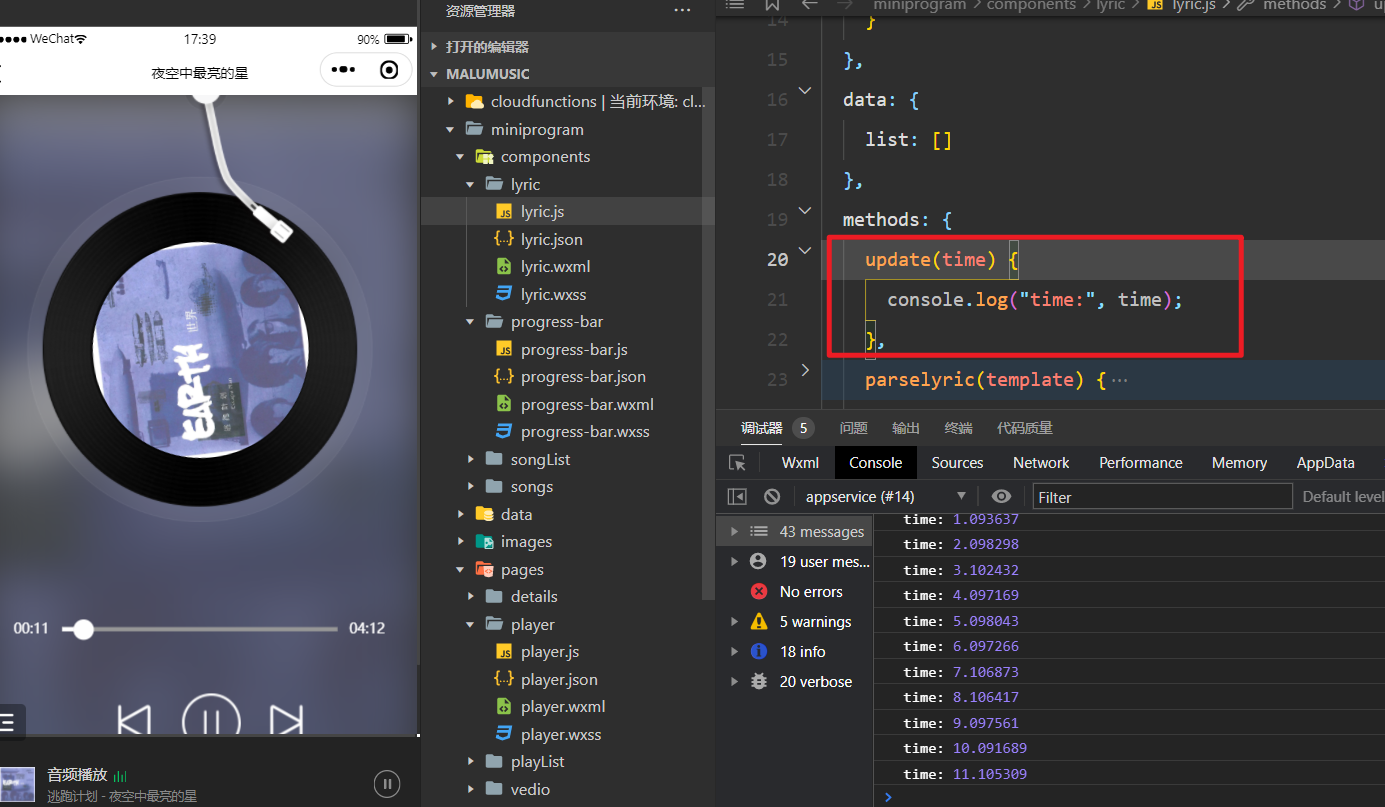 WeChat
17:39
90%
夜空中最亮的星
EARTH
世界
00:11
04:12
音频播放
逃跑计划 - 夜空中最亮的星
资源管理器
打开的编辑器
MALUMUSIC
cloudfunctions | 当前环境: cl...
miniprogram
components
lyric
lyric.js
lyric.json
lyric.wxml
lyric.wxss
progress-bar
progress-bar.js
progress-bar.json
progress-bar.wxml
progress-bar.wxss
songList
songs
data
images
pages
details
player
player.js
player.json
player.wxml
player.wxss
playList
vedio
miniprogram > components > lyric > JS lyric.js > methods >
14 }
15 },
16 data: {
17 list: []
18 },
19 methods: {
20 update(time) {
21 console.log("time:", time);
22 },
23 parselyric(template) {···
调试器 5 问题 输出 终端 代码质量
Wxml Console Sources Network Performance Memory AppData
appservice (#14) Filter Default level
43 messages
19 user mes...
No errors
5 warnings
18 info
20 verbose
time: 1.093637
time: 2.098298
time: 3.102432
time: 4.097169
time: 5.098043
time: 6.097266
time: 7.106873
time: 8.106417
time: 9.097561
time: 10.091689
time: 11.105309